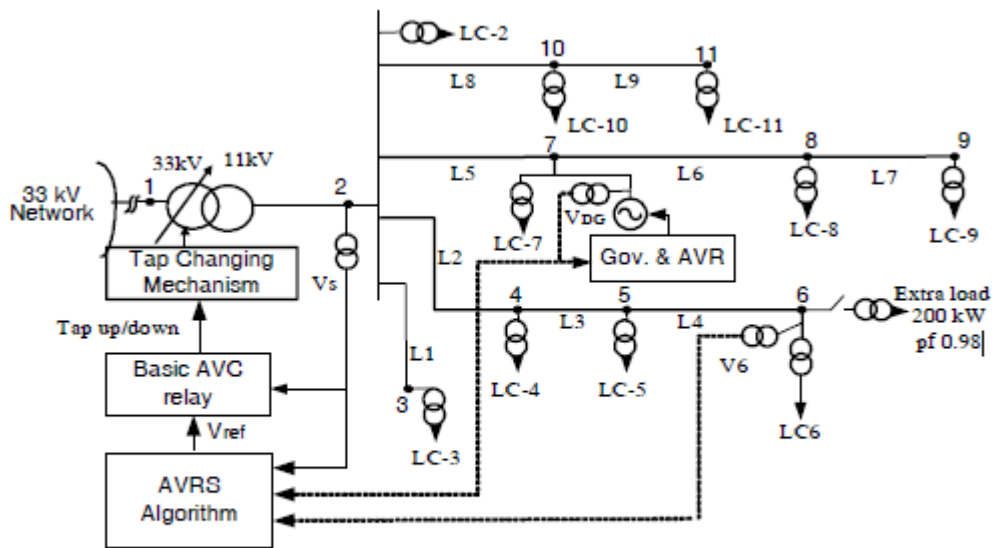 LC-2
10
11
L8
L9
LC-10
LC-11
33kV
11kV
1
2
33 kV
Network
7
8
9
L5
L6
L7
VDG
LC-7
LC-8
LC-9
Gov. & AVR
Tap Changing
Mechanism
Vs
L2
4
5
6
L3
L4
Extra load
200 kW
pf 0.98
Tap up/down
L1
V6
LC-4
LC-5
LC6
Basic AVC
relay
3
LC-3
Vref
AVRS
Algorithm